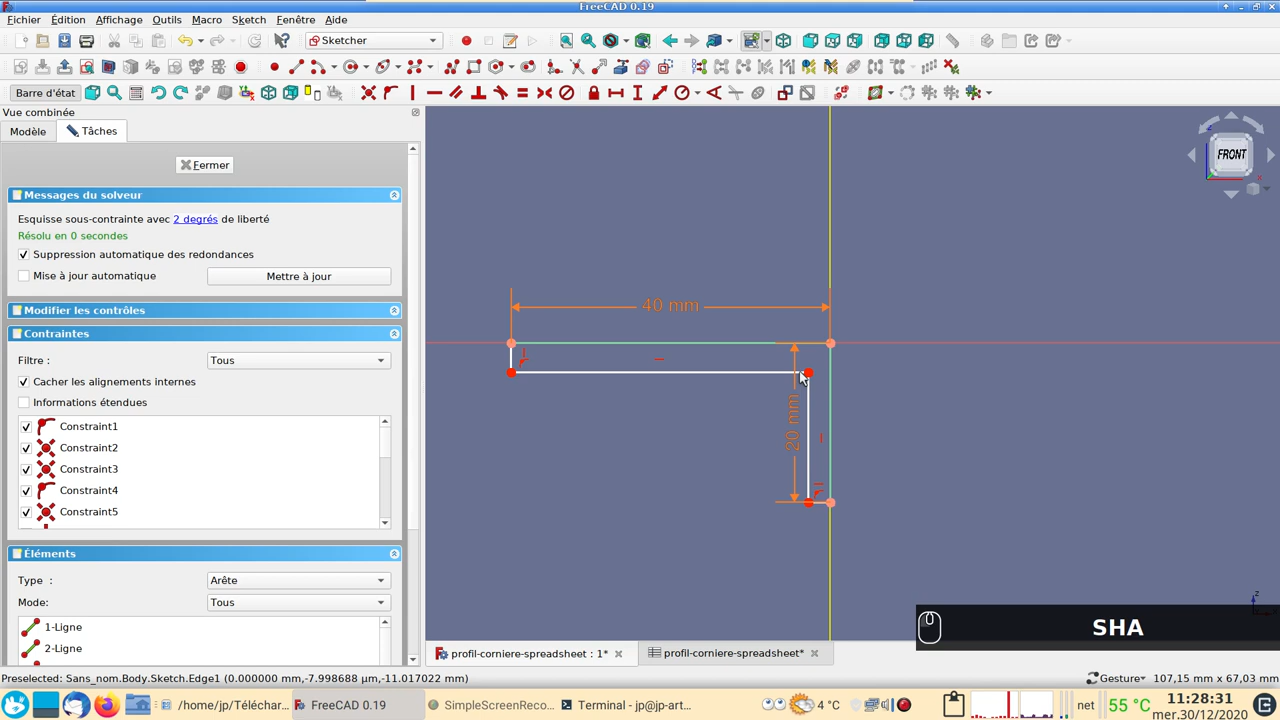 FreeCAD 0.19
Fichier Édition Affichage Outils Macro Sketch Fenêtre Aide
Sketcher
Barre d'état
Vue combinée
Modèle Tâches
Fermer
Messages du solveur
Esquisse sous-contrainte avec 2 degrés de liberté
Résolu en 0 secondes
Suppression automatique des redondances
Mise à jour automatique Mettre à jour
Modifier les contrôles
Contraintes
Filtre : Tous
Cacher les alignements internes
Informations étendues
Constraint1
Constraint2
Constraint3
Constraint4
Constraint5
Éléments
Type : Arête
Mode: Tous
1-Ligne
2-Ligne
40 mm
20 mm
FRONT
z
x
SHA
z
profil-corniere-spreadsheet : 1* profil-corniere-spreadsheet*
Preselected: Sans_nom.Body.Sketch.Edge1 (0.000000 mm,-7.998688 µm,-11.017022 mm) Gesture 107,15 mm x 67,03 mm
/home/jp/Téléchar... FreeCAD 0.19 SimpleScreenReco... Terminal - jp@jp-art... 4 °C net 55 °C 11:28:31
mer.30/12/2020